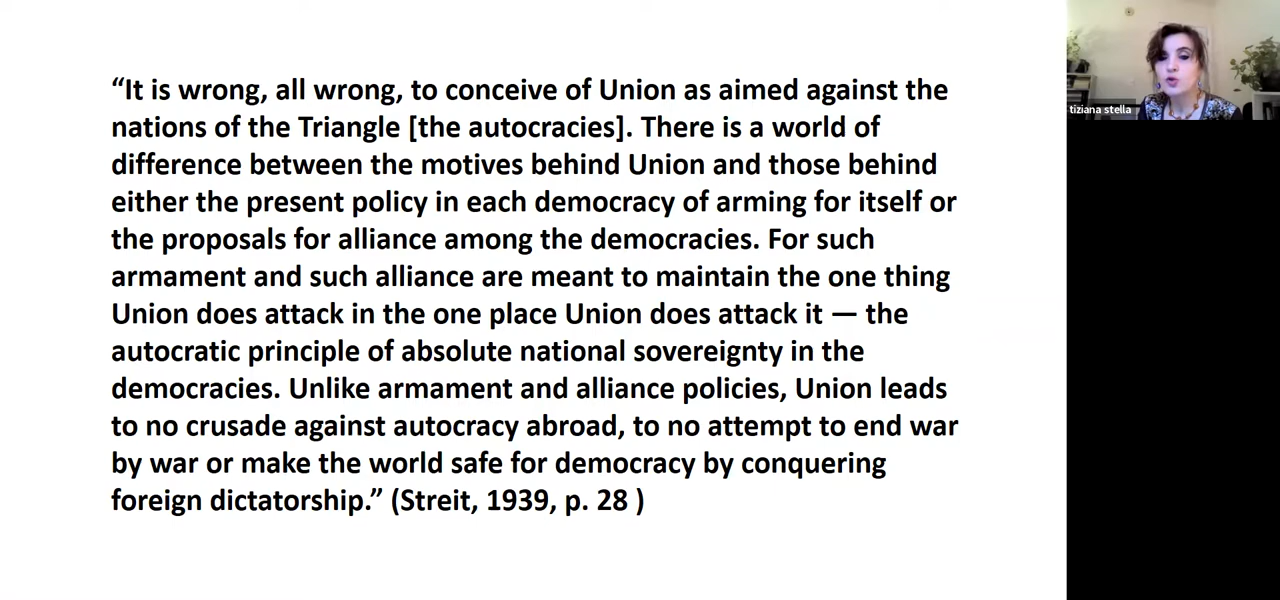 “It is wrong, all wrong, to conceive of Union as aimed against the
nations of the Triangle [the autocracies]. There is a world of
difference between the motives behind Union and those behind
either the present policy in each democracy of arming for itself or
the proposals for alliance among the democracies. For such
armament and such alliance are meant to maintain the one thing
Union does attack in the one place Union does attack it — the
autocratic principle of absolute national sovereignty in the
democracies. Unlike armament and alliance policies, Union leads
to no crusade against autocracy abroad, to no attempt to end war
by war or make the world safe for democracy by conquering
foreign dictatorship.” (Streit, 1939, p. 28 )
tiziana stella